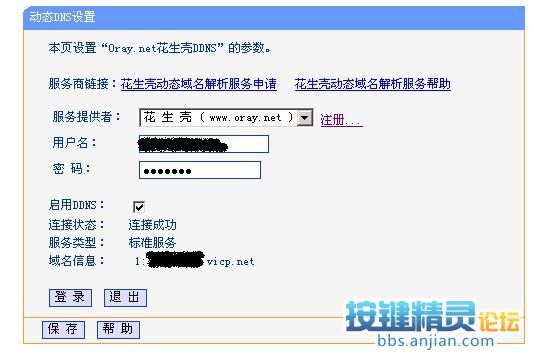 动态DNS设置
本页设置“Oray.net花生壳DDNS”的参数。
服务商链接： 花生壳动态域名解析服务申请 花生壳动态域名解析服务帮助
服务提供者： 花 生 壳 ( www.oray.net ) 注册...
用户名：
密 码： ●●●●●●●
启用DDNS：
连接状态： 连接成功
服务类型： 标准服务
域名信息： 1: vicp.net
登 录 退 出
保 存 帮 助
按键精灵论坛
bbs.anjian.com